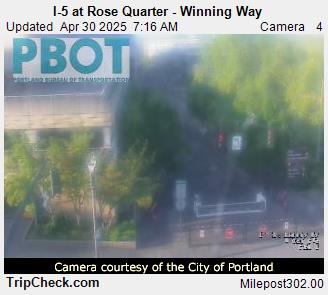 I-5 at Rose Quarter - Winning Way
Updated Apr 30 2025 7:16 AM Camera 4
PBOT
PORTLAND BUREAU OF TRANSPORTATION
Camera courtesy of the City of Portland
TripCheck.com Milepost302.00